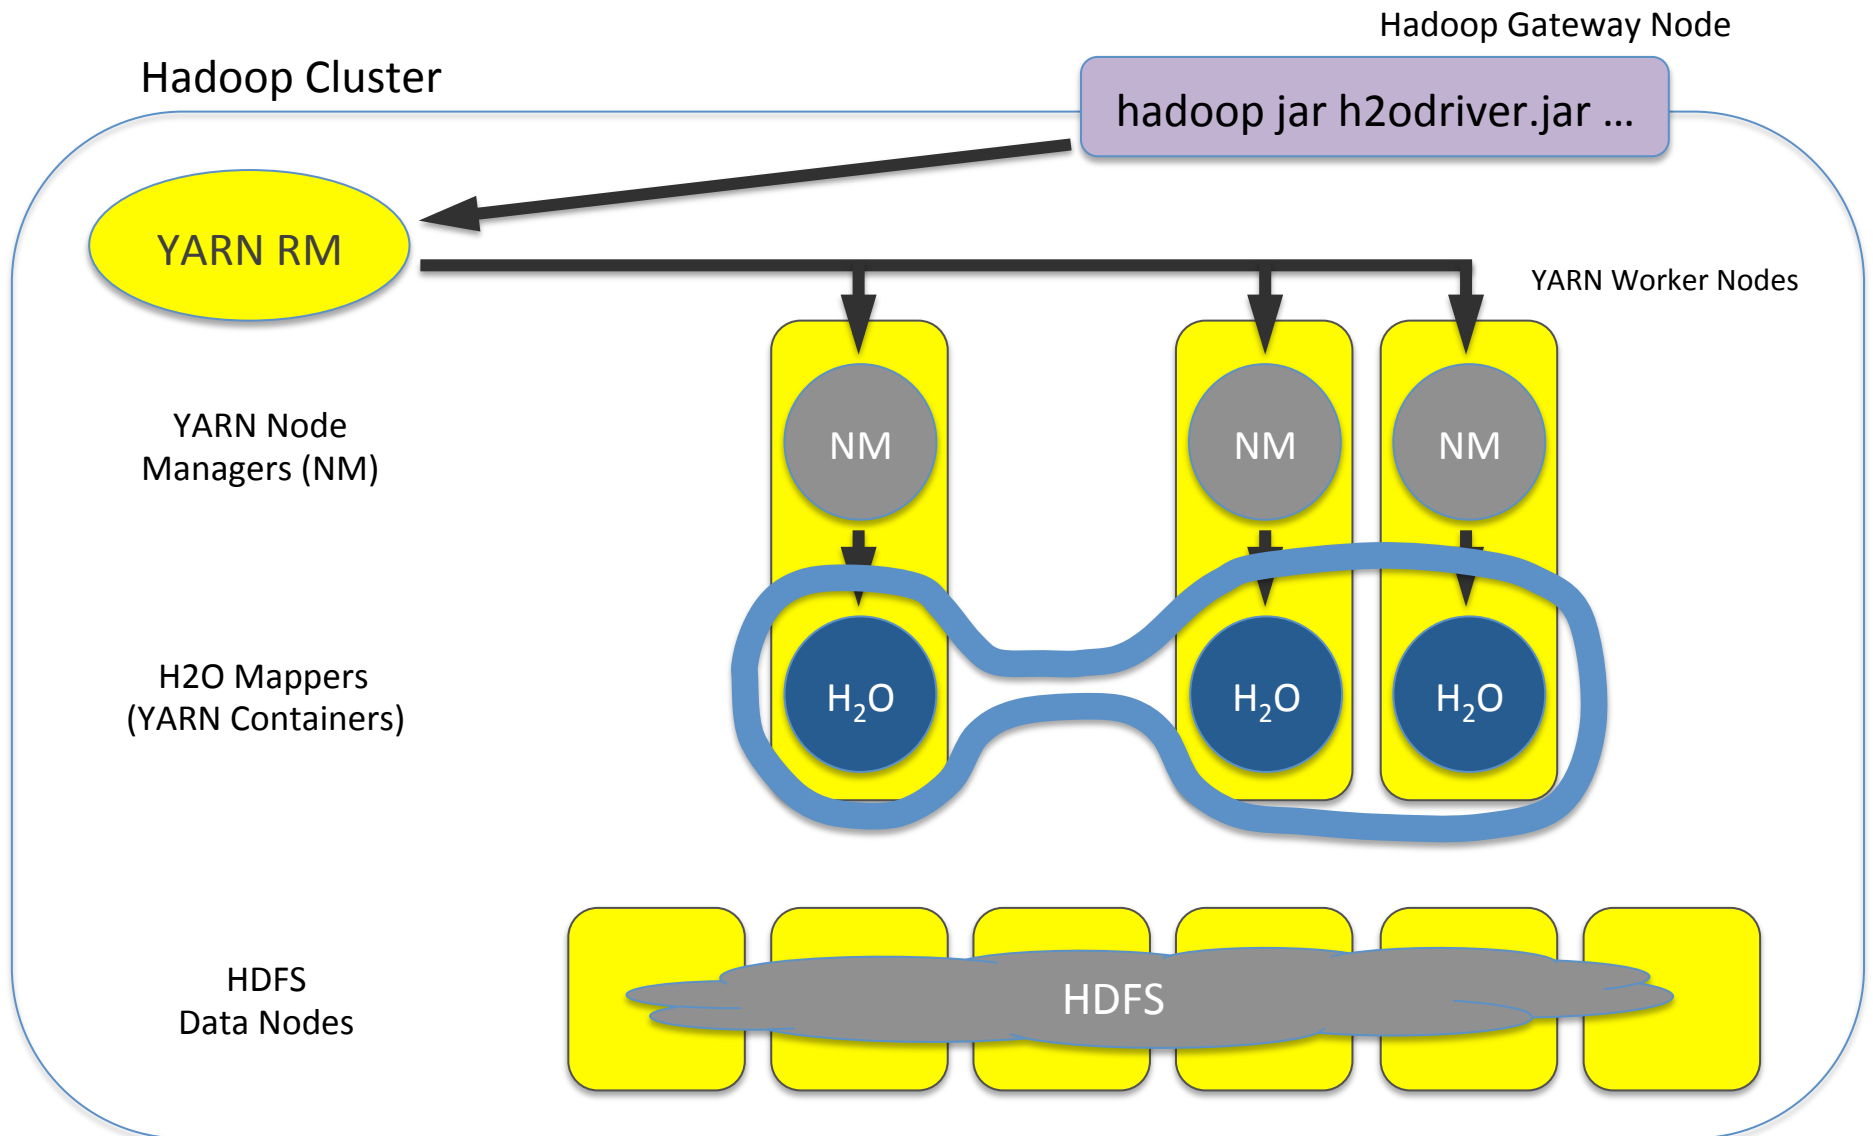 Hadoop Gateway Node
Hadoop Cluster
hadoop jar h2odriver.jar …
YARN RM
YARN Worker Nodes
YARN Node
Managers (NM)
NM
NM
NM
H2O Mappers
(YARN Containers)
H₂O
H₂O
H₂O
HDFS
Data Nodes
HDFS